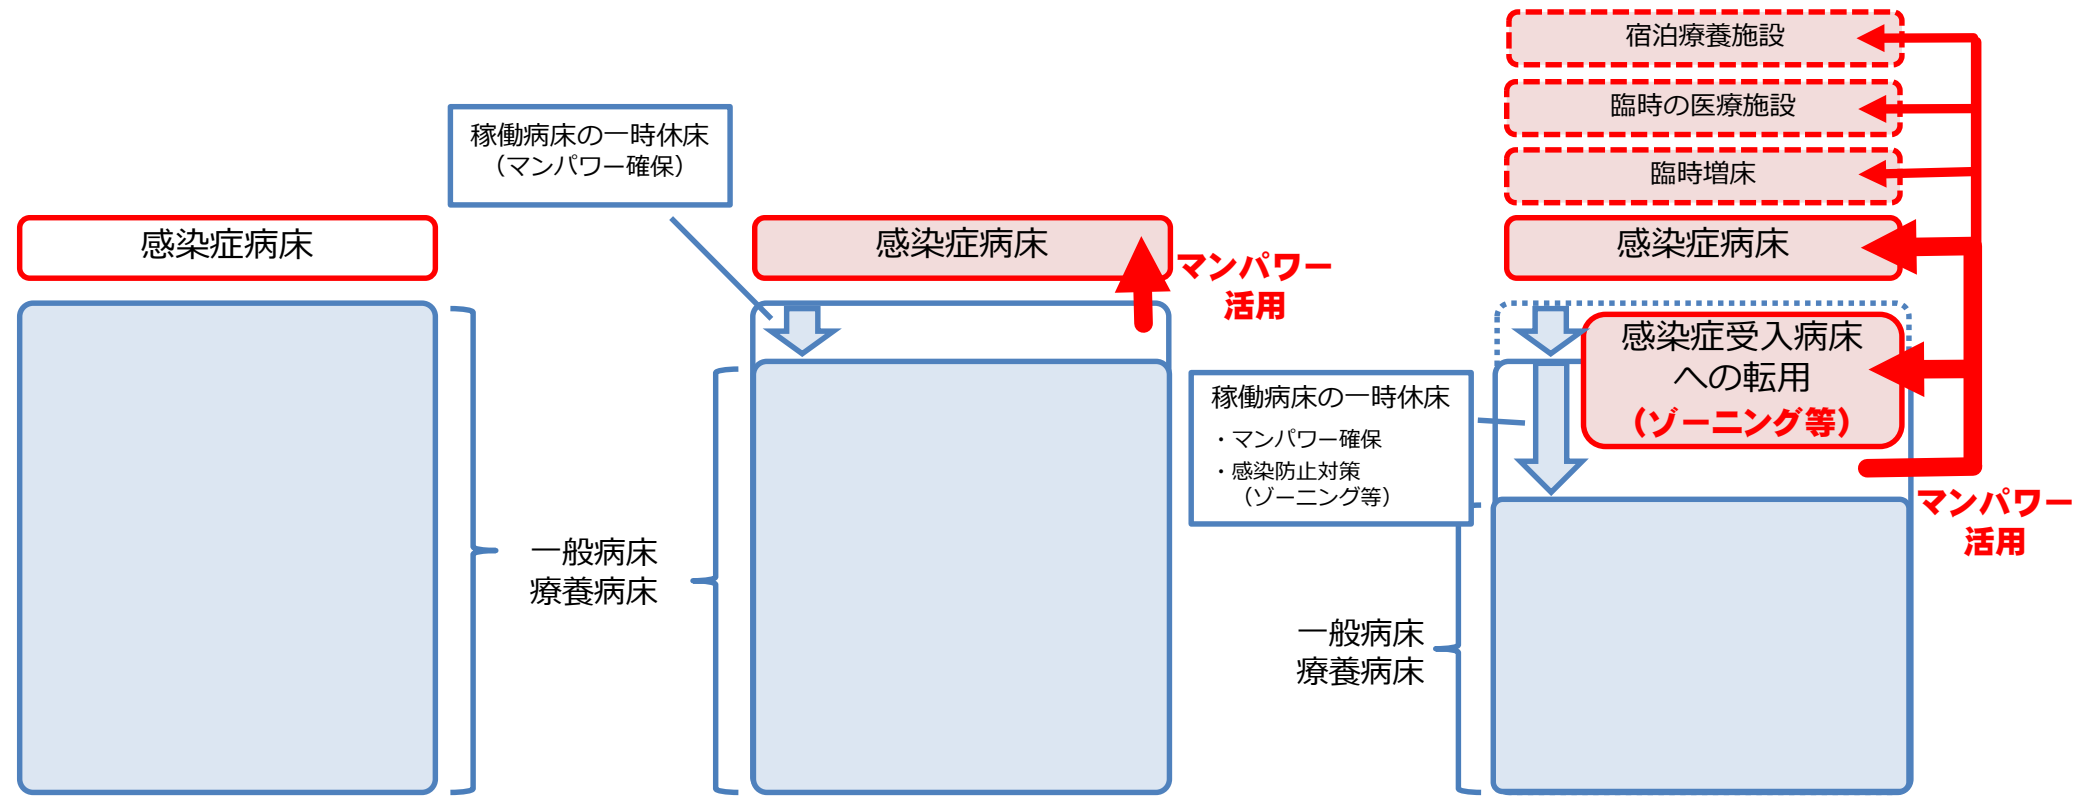 感染症病床
稼働病床の一時休床
（マンパワー確保）
一般病床
療養病床
感染症病床
マンパワー
活用
宿泊療養施設
臨時の医療施設
臨時増床
感染症病床
感染症受入病床
への転用
（ゾーニング等）
稼働病床の一時休床
・マンパワー確保
・感染防止対策
（ゾーニング等）
マンパワー
活用
一般病床
療養病床